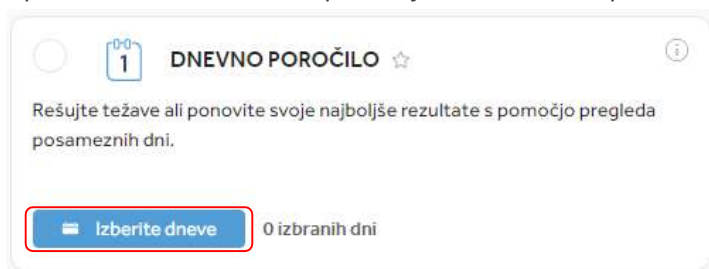 1 DNEVNO POROČILO
Rešujte težave ali ponovite svoje najboljše rezultate s pomočjo pregleda
posameznih dni.
Izberite dneve 0 izbranih dni